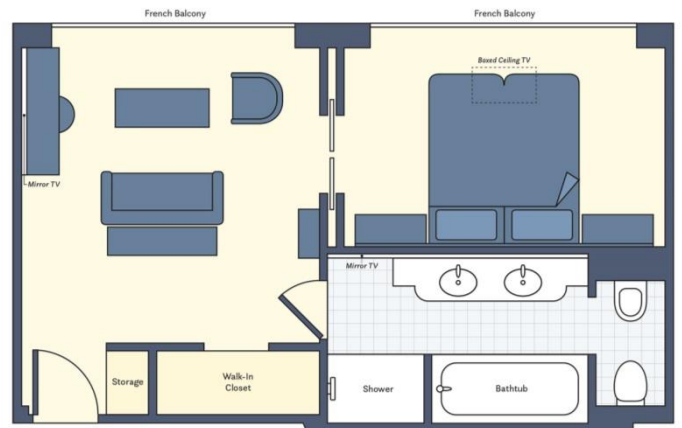 French Balcony
French Balcony
Boxed Ceiling TV
Mirror TV
Mirror TV
Storage
Walk-In
Closet
Shower
Bathtub